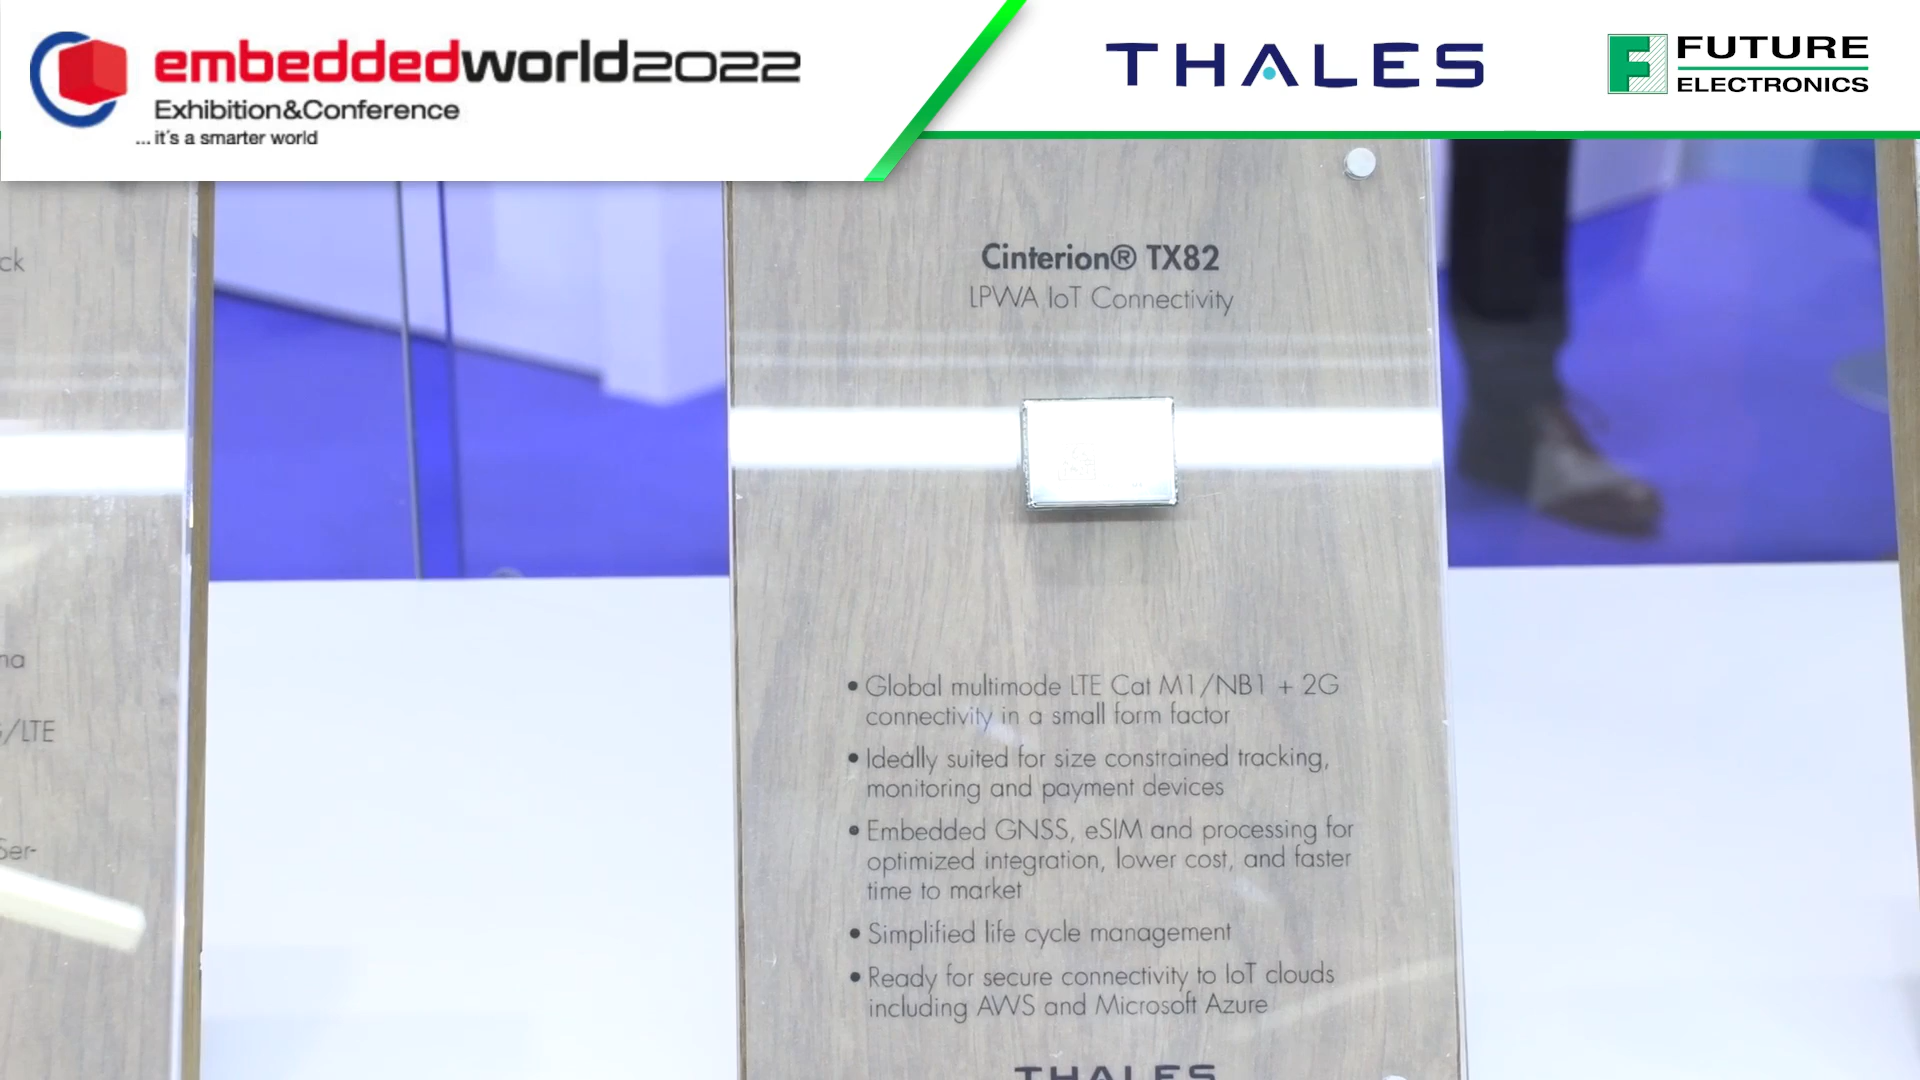 embeddedworld2022
Exhibition&Conference
... it's a smarter world
THALES
FUTURE
ELECTRONICS
ck
na
/LTE
Ser-
Cinterion® TX82
LPWA IoT Connectivity
• Global multimode LTE Cat M1/NB1 + 2G
connectivity in a small form factor
• Ideally suited for size constrained tracking,
monitoring and payment devices
• Embedded GNSS, eSIM and processing for
optimized integration, lower cost, and faster
time to market
• Simplified life cycle management
• Ready for secure connectivity to IoT clouds
including AWS and Microsoft Azure
THALES